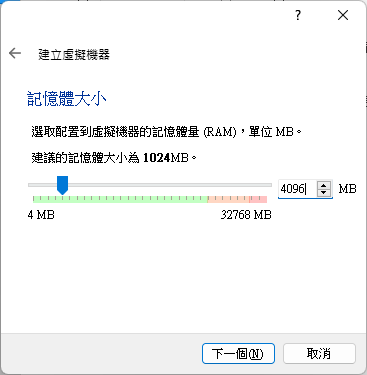 ?
建立虛擬機器
記憶體大小
選取配置到虛擬機器的記憶體量 (RAM)，單位 MB。
建議的記憶體大小為 1024MB。
4096 MB
4 MB 32768 MB
下一個(N) 取消